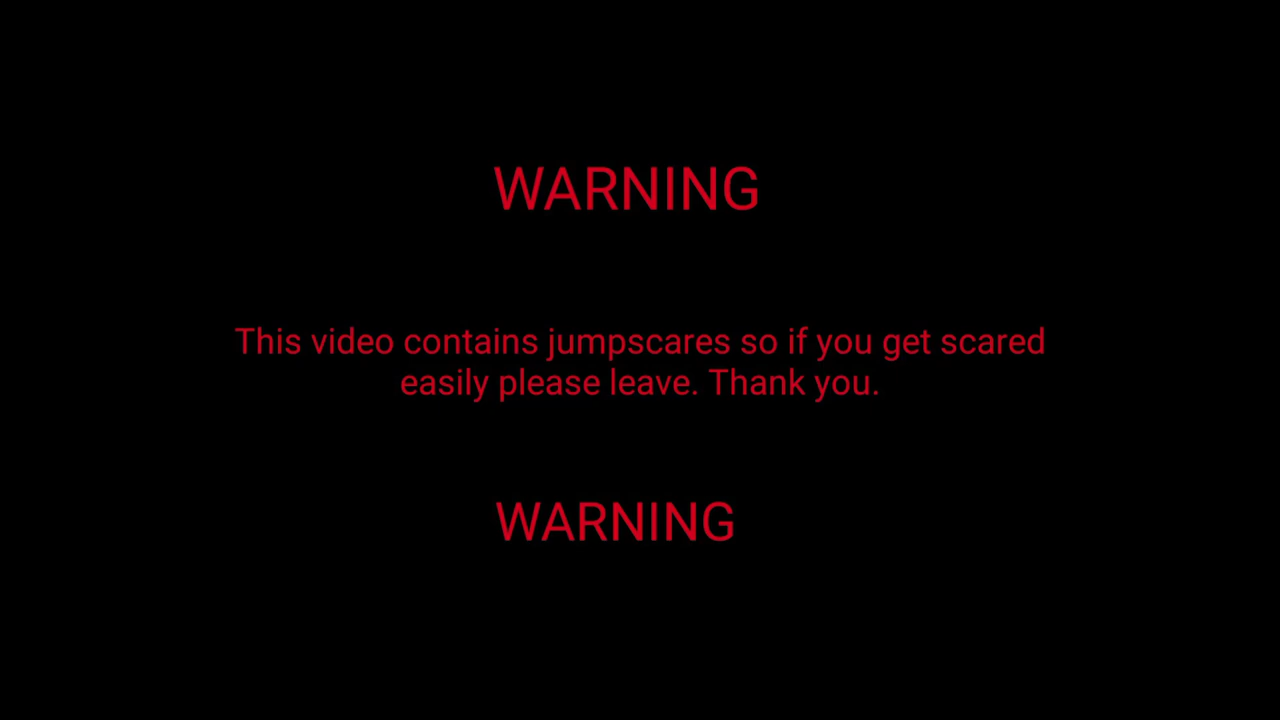 WARNING
This video contains jumpscares so if you get scared
easily please leave. Thank you.
WARNING